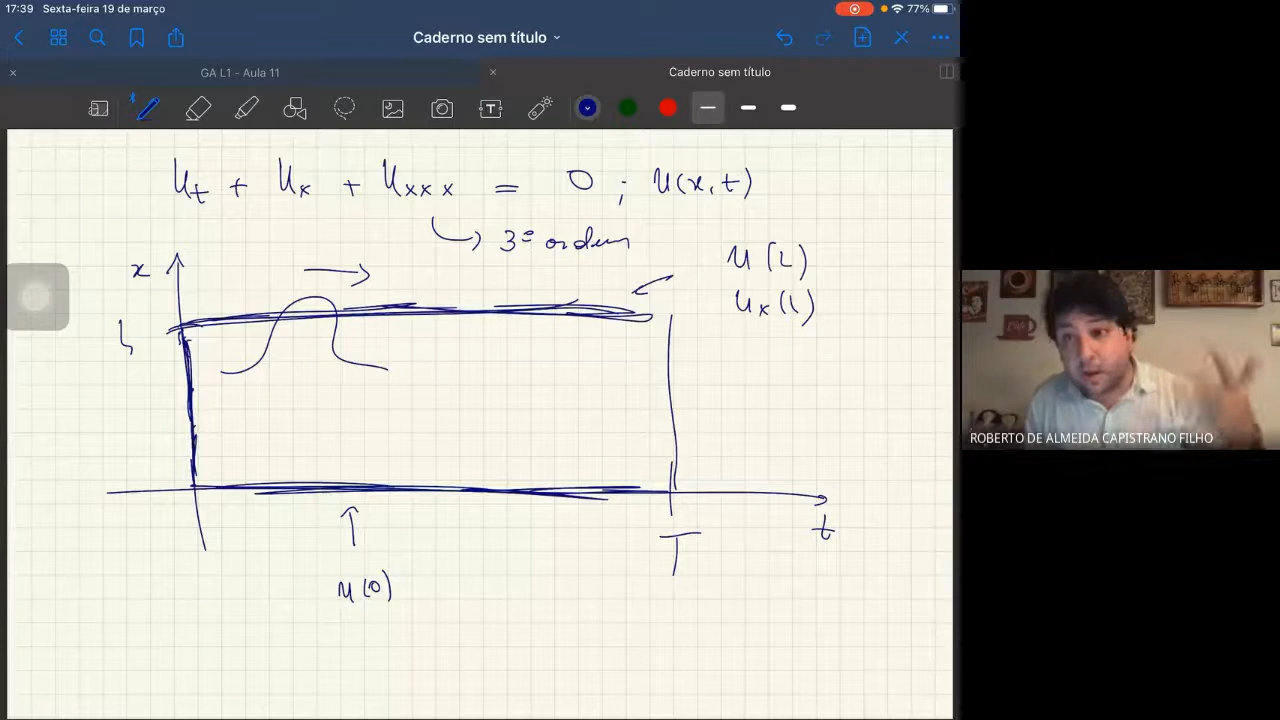 17:39 Sexta-feira 19 de março
77%
Caderno sem título
GA L1 - Aula 11
Caderno sem título
T
u_t + u_x + u_xxx = 0 ; u(x,t)
3ª ordem
x
u(L)
u_x(L)
L
ROBERTO DE ALMEIDA CAPISTRANO FILHO
t
T
u(0)